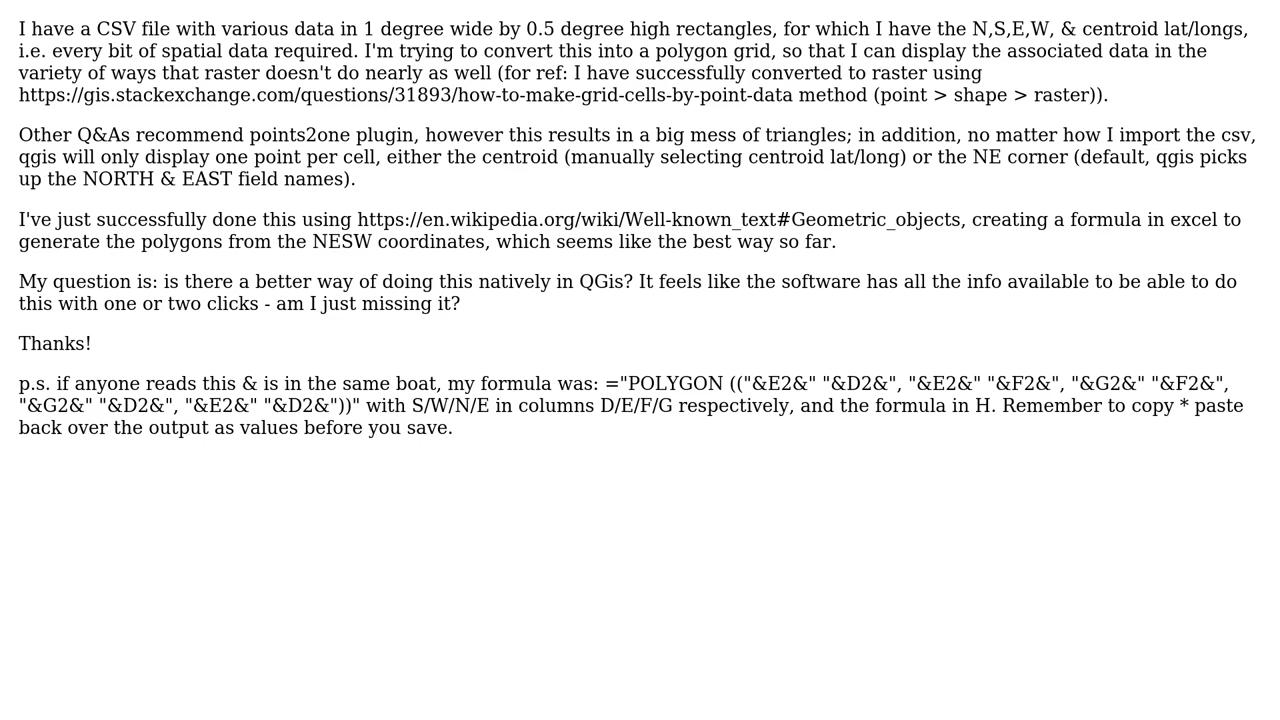 I have a CSV file with various data in 1 degree wide by 0.5 degree high rectangles, for which I have the N,S,E,W, & centroid lat/longs,
i.e. every bit of spatial data required. I'm trying to convert this into a polygon grid, so that I can display the associated data in the
variety of ways that raster doesn't do nearly as well (for ref: I have successfully converted to raster using
https://gis.stackexchange.com/questions/31893/how-to-make-grid-cells-by-point-data method (point > shape > raster)).
Other Q&As recommend points2one plugin, however this results in a big mess of triangles; in addition, no matter how I import the csv,
qgis will only display one point per cell, either the centroid (manually selecting centroid lat/long) or the NE corner (default, qgis picks
up the NORTH & EAST field names).
I've just successfully done this using https://en.wikipedia.org/wiki/Well-known_text#Geometric_objects, creating a formula in excel to
generate the polygons from the NESW coordinates, which seems like the best way so far.
My question is: is there a better way of doing this natively in QGis? It feels like the software has all the info available to be able to do
this with one or two clicks - am I just missing it?
Thanks!
p.s. if anyone reads this & is in the same boat, my formula was: ="POLYGON (("&E2&" "&D2&", "&E2&" "&F2&", "&G2&" "&F2&",
"&G2&" "&D2&", "&E2&" "&D2&"))" with S/W/N/E in columns D/E/F/G respectively, and the formula in H. Remember to copy * paste
back over the output as values before you save.